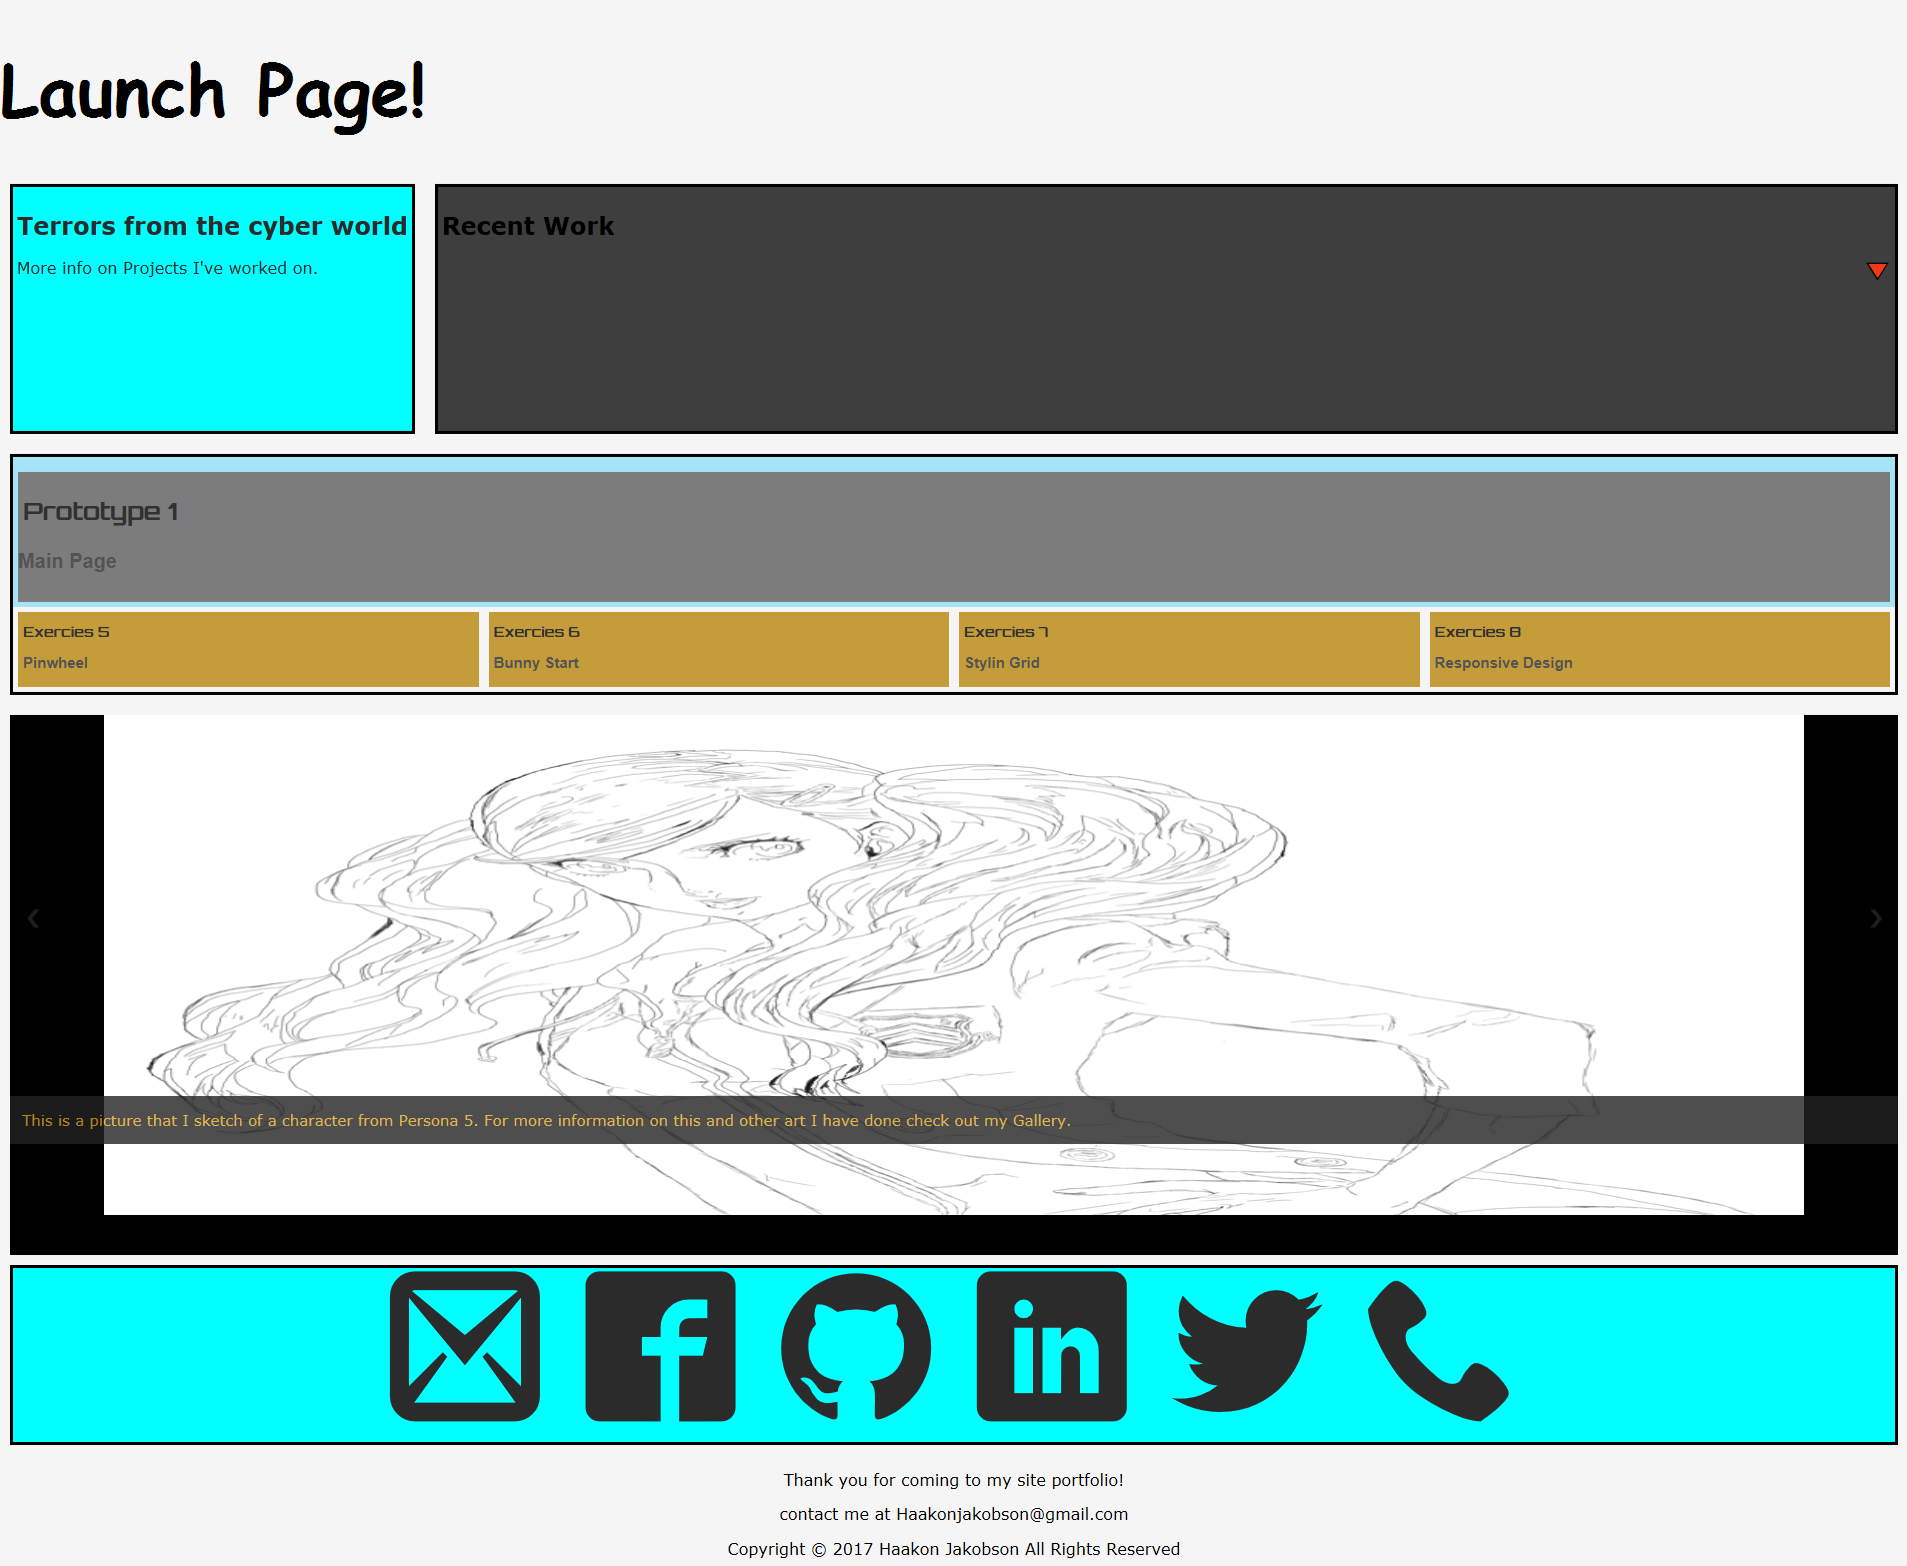 Launch Page!
Terrors from the cyber world
More info on Projects I've worked on.
Recent Work
Prototype 1
Main Page
Exercies 5
Pinwheel
Exercies 6
Bunny Start
Exercies 7
Stylin Grid
Exercies 8
Responsive Design
This is a picture that I sketch of a character from Persona 5. For more information on this and other art I have done check out my Gallery.
Thank you for coming to my site portfolio!
contact me at Haakonjakobson@gmail.com
Copyright © 2017 Haakon Jakobson All Rights Reserved